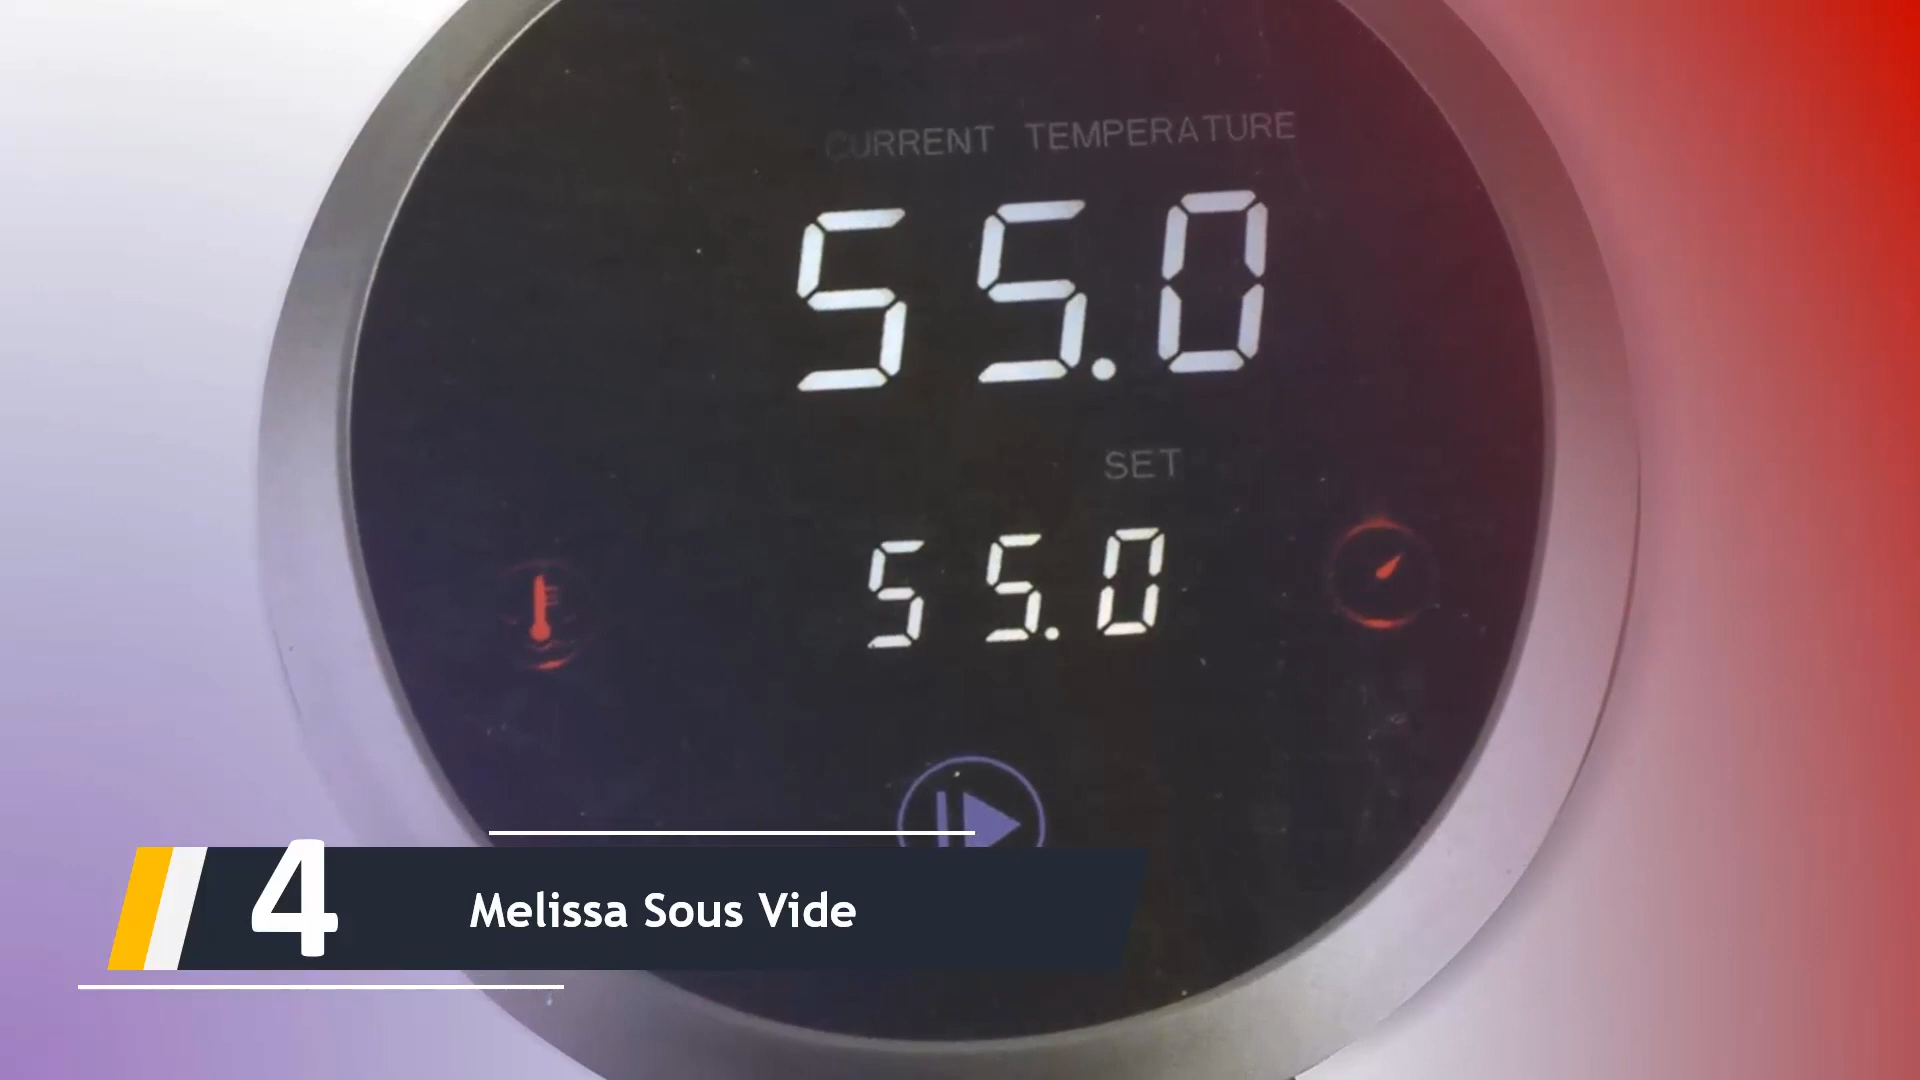 CURRENT TEMPERATURE
55.0
SET
55.0
4 Melissa Sous Vide